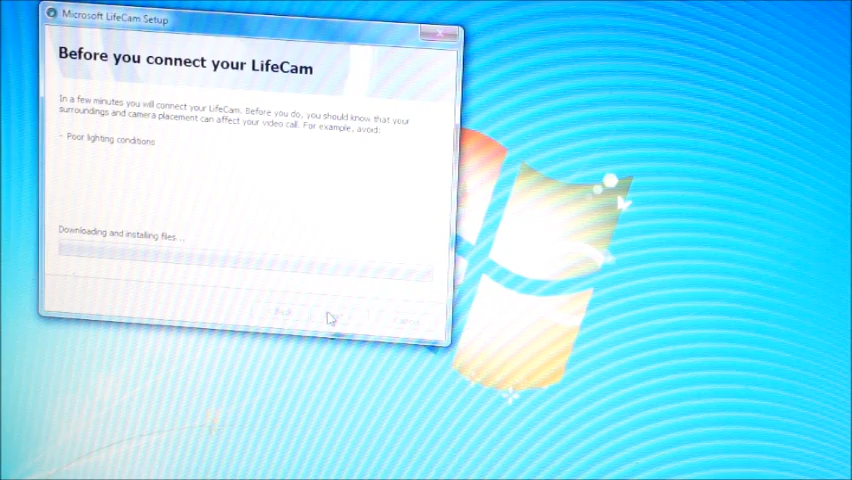 Microsoft LifeCam Setup
Before you connect your LifeCam
In a few minutes you will connect your LifeCam. Before you do, you should know that your
surroundings and camera placement can affect your video call. For example, avoid:
- Poor lighting conditions
Downloading and installing files...
Back
Cancel